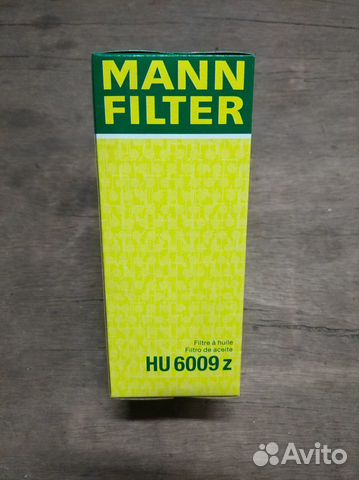 MANN
FILTER
Filtre à huile
Filtro de aceite
HU 6009 z
Avito